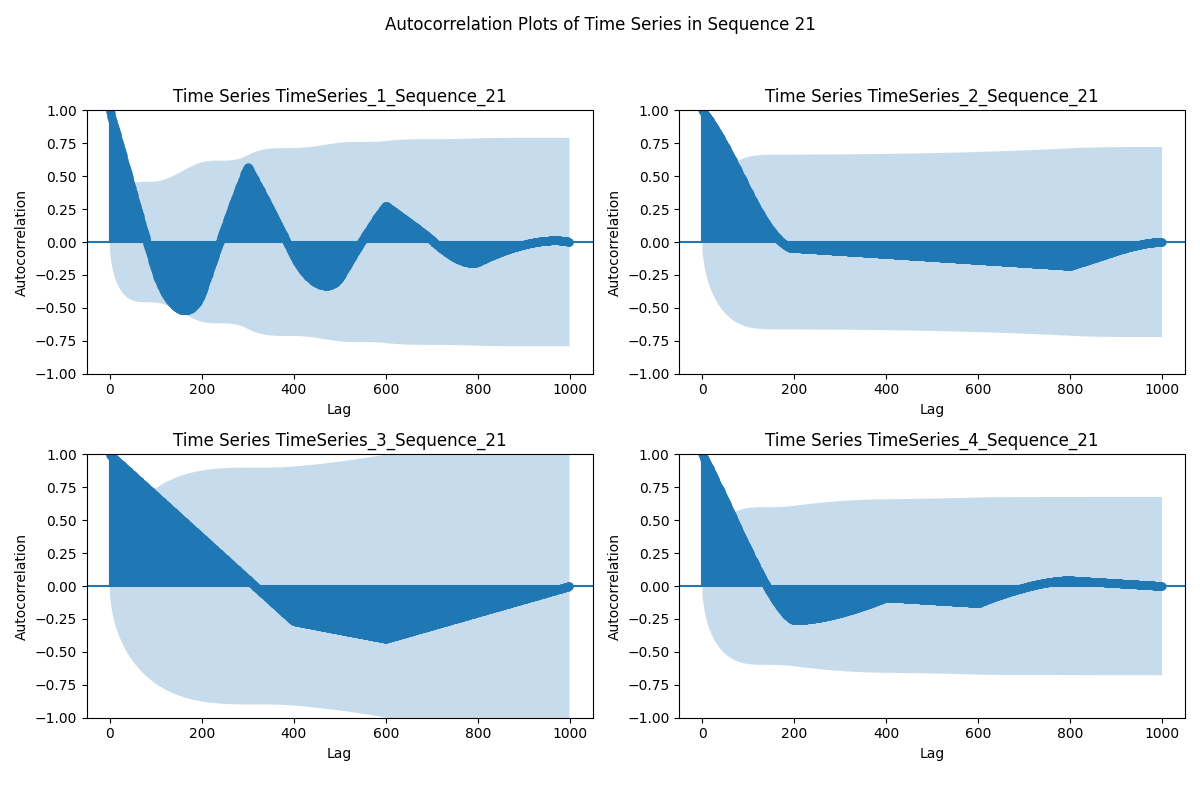 Autocorrelation Plots of Time Series in Sequence 21
Time Series TimeSeries_1_Sequence_21
1.00
0.75
0.50
0.25
0.00
−0.25
−0.50
−0.75
−1.00
Autocorrelation
0 200 400 600 800 1000
Lag
Time Series TimeSeries_2_Sequence_21
1.00
0.75
0.50
0.25
0.00
−0.25
−0.50
−0.75
−1.00
Autocorrelation
0 200 400 600 800 1000
Lag
Time Series TimeSeries_3_Sequence_21
1.00
0.75
0.50
0.25
0.00
−0.25
−0.50
−0.75
−1.00
Autocorrelation
0 200 400 600 800 1000
Lag
Time Series TimeSeries_4_Sequence_21
1.00
0.75
0.50
0.25
0.00
−0.25
−0.50
−0.75
−1.00
Autocorrelation
0 200 400 600 800 1000
Lag